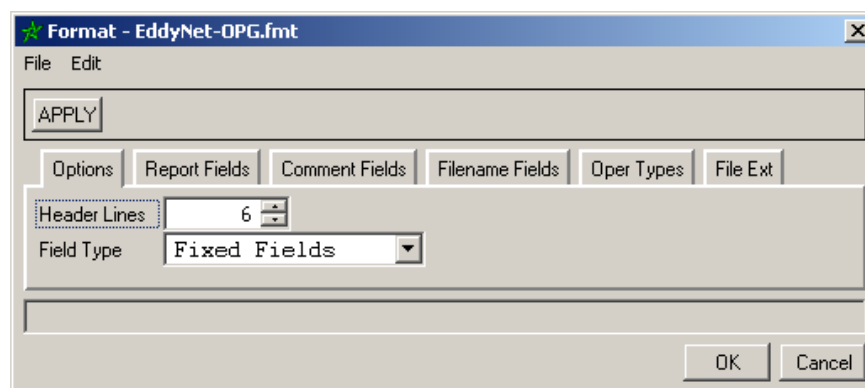 Format - EddyNet-OPG.fmt
File Edit
APPLY
Options Report Fields Comment Fields Filename Fields Oper Types File Ext
Header Lines 6
Field Type Fixed Fields
OK Cancel